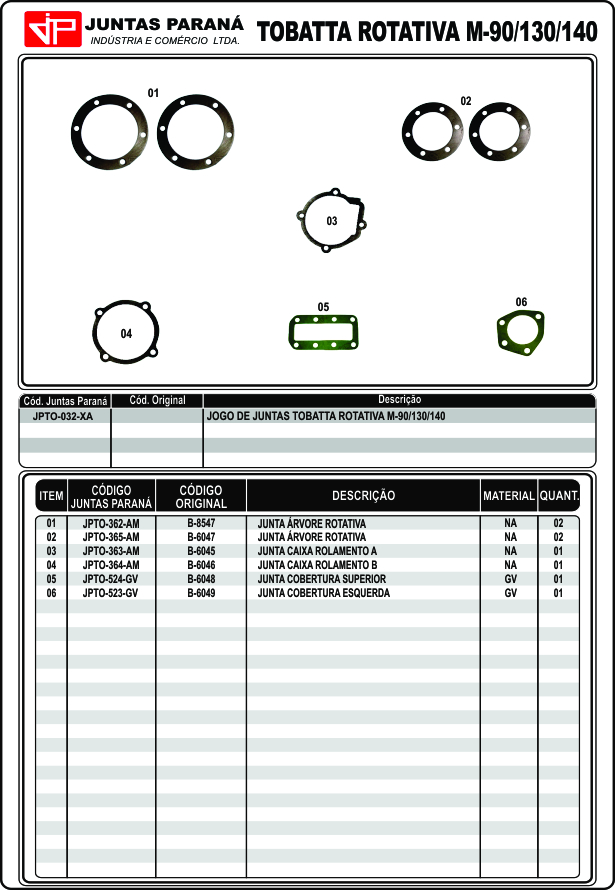 JP
JUNTAS PARANÁ
INDÚSTRIA E COMÉRCIO LTDA.
TOBATTA ROTATIVA M-90/130/140
01
02
03
04
05
06
Cód. Juntas Paraná Cód. Original Descrição
JPTO-032-XA JOGO DE JUNTAS TOBATTA ROTATIVA M-90/130/140
ITEM CÓDIGO JUNTAS PARANÁ CÓDIGO ORIGINAL DESCRIÇÃO MATERIAL QUANT.
01 JPTO-362-AM B-8547 JUNTA ÁRVORE ROTATIVA NA 02
02 JPTO-365-AM B-6047 JUNTA ÁRVORE ROTATIVA NA 02
03 JPTO-363-AM B-6045 JUNTA CAIXA ROLAMENTO A NA 01
04 JPTO-364-AM B-6046 JUNTA CAIXA ROLAMENTO B NA 01
05 JPTO-524-GV B-6048 JUNTA COBERTURA SUPERIOR GV 01
06 JPTO-523-GV B-6049 JUNTA COBERTURA ESQUERDA GV 01